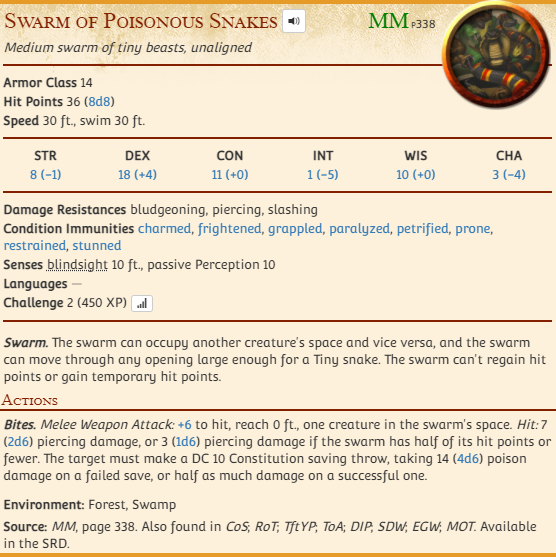 Swarm of Poisonous Snakes MM P338
Medium swarm of tiny beasts, unaligned
Armor Class 14
Hit Points 36 (8d8)
Speed 30 ft., swim 30 ft.
STR DEX CON INT WIS CHA
8 (−1) 18 (+4) 11 (+0) 1 (−5) 10 (+0) 3 (−4)
Damage Resistances bludgeoning, piercing, slashing
Condition Immunities charmed, frightened, grappled, paralyzed, petrified, prone,
restrained, stunned
Senses blindsight 10 ft., passive Perception 10
Languages —
Challenge 2 (450 XP)
Swarm. The swarm can occupy another creature's space and vice versa, and the swarm
can move through any opening large enough for a Tiny snake. The swarm can't regain hit
points or gain temporary hit points.
Actions
Bites. Melee Weapon Attack: +6 to hit, reach 0 ft., one creature in the swarm's space. Hit: 7
(2d6) piercing damage, or 3 (1d6) piercing damage if the swarm has half of its hit points or
fewer. The target must make a DC 10 Constitution saving throw, taking 14 (4d6) poison
damage on a failed save, or half as much damage on a successful one.
Environment: Forest, Swamp
Source: MM, page 338. Also found in CoS; RoT; TftYP; ToA; DIP; SDW; EGW; MOT. Available
in the SRD.